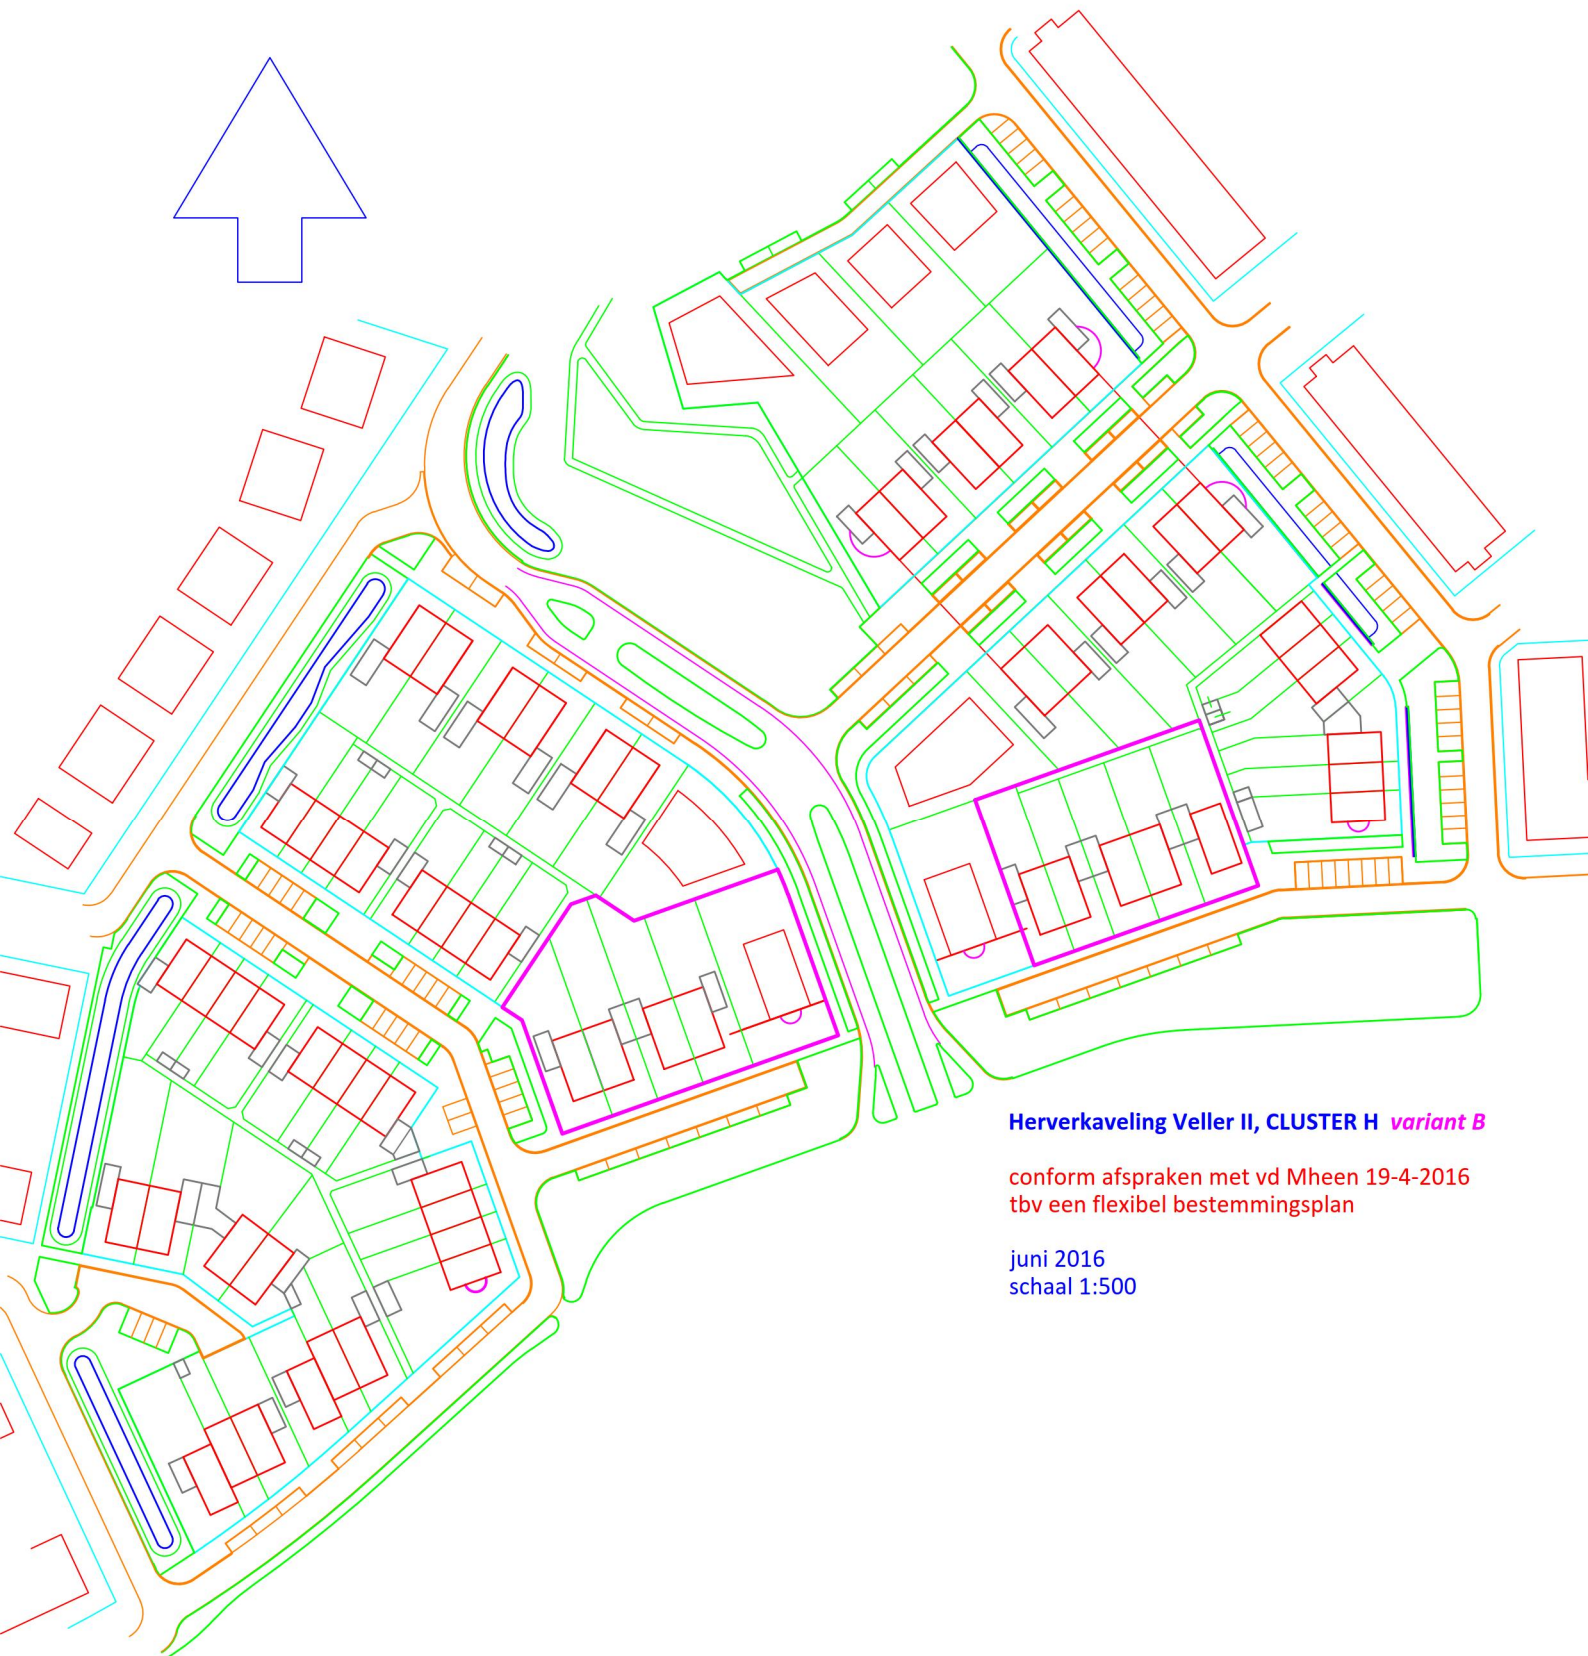 Herverkaveling Veller II, CLUSTER H variant B
conform afspraken met vd Mheen 19-4-2016
tbv een flexibel bestemmingsplan
juni 2016
schaal 1:500